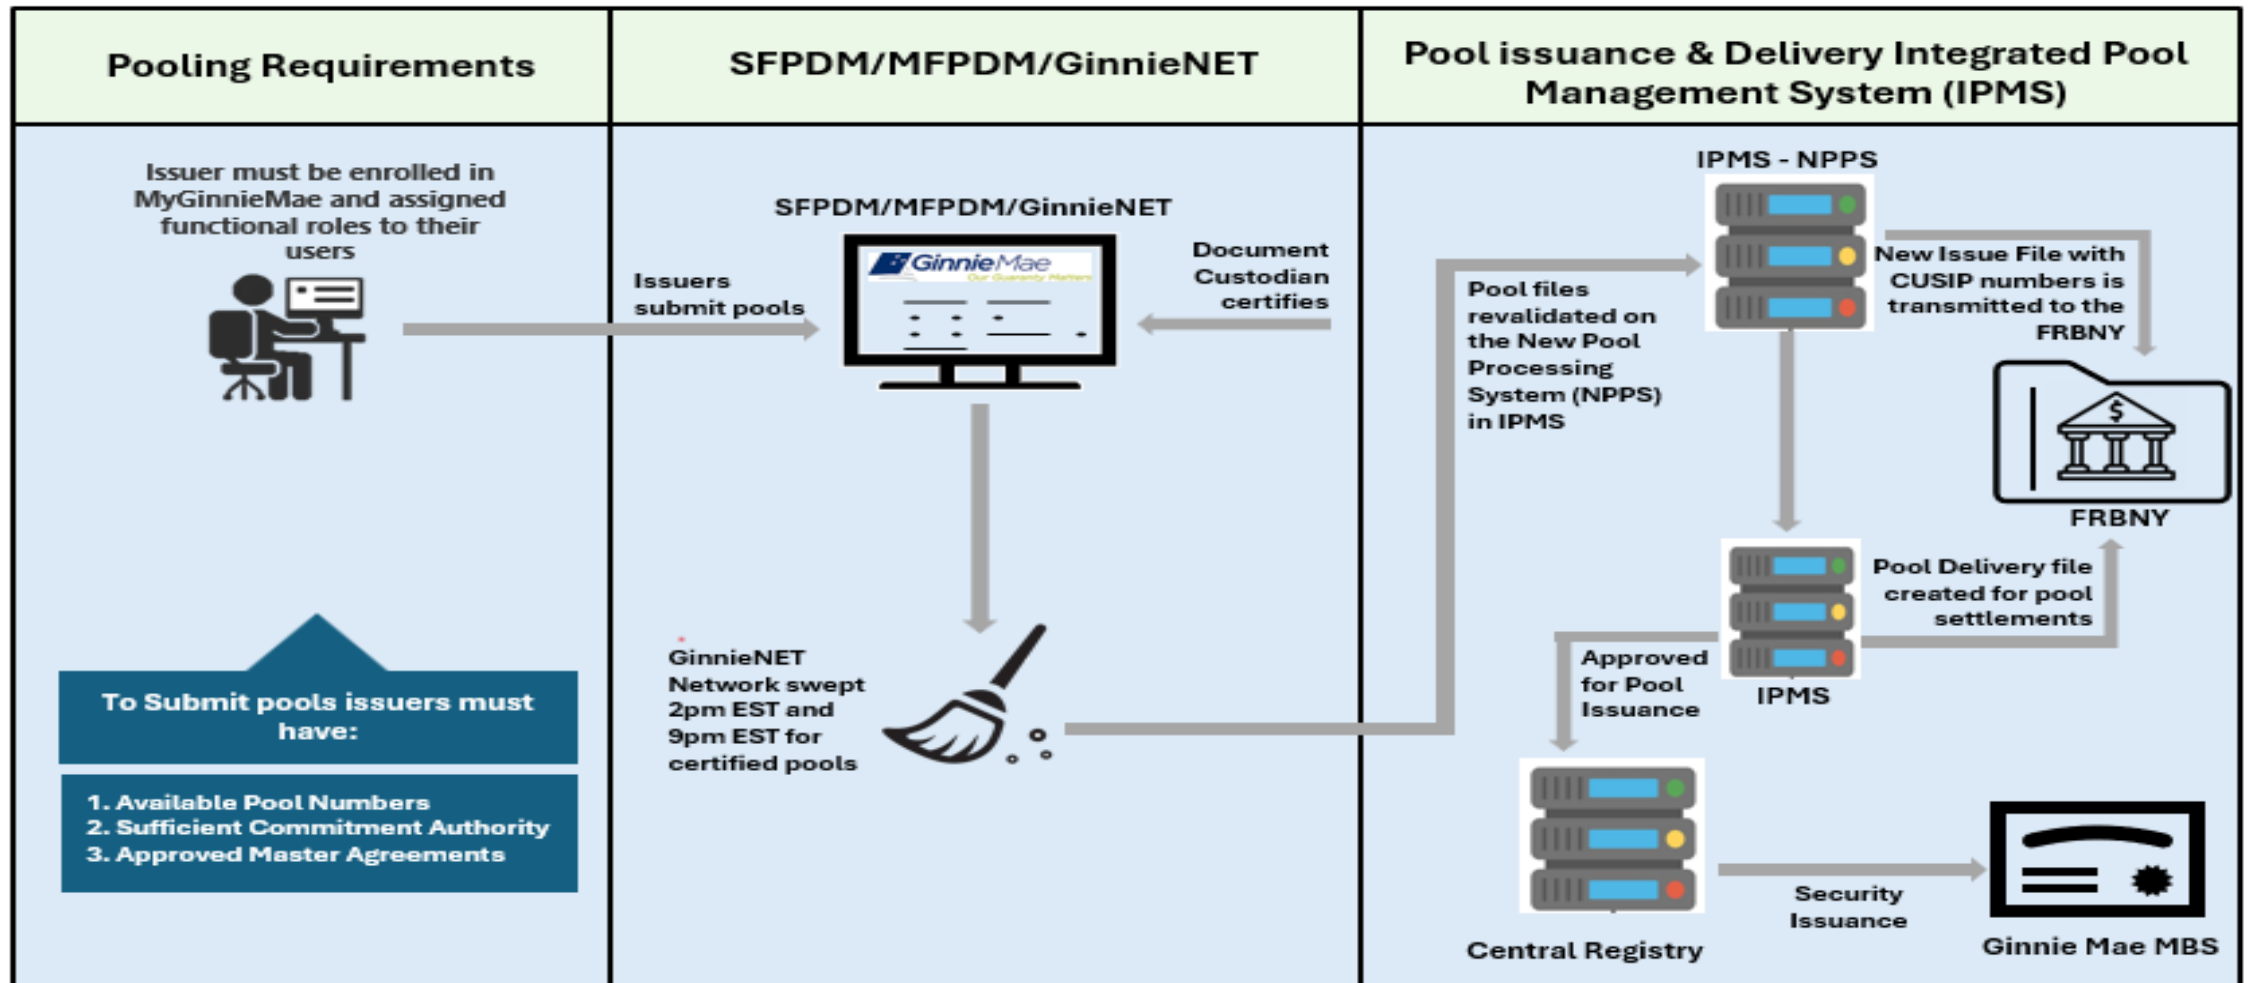 Pooling Requirements
SFPDM/MFPDM/GinnieNET
Pool issuance & Delivery Integrated Pool
Management System (IPMS)
Issuer must be enrolled in
MyGinnieMae and assigned
functional roles to their
users
To Submit pools issuers must
have:
1. Available Pool Numbers
2. Sufficient Commitment Authority
3. Approved Master Agreements
Issuers
submit pools
SFPDM/MFPDM/GinnieNET
GinnieMae
Our Guaranty Matters
Document
Custodian
certifies
GinnieNET
Network swept
2pm EST and
9pm EST for
certified pools
Pool files
revalidated on
the New Pool
Processing
System (NPPS)
in IPMS
IPMS - NPPS
New Issue File with
CUSIP numbers is
transmitted to the
FRBNY
$
FRBNY
Pool Delivery file
created for pool
settlements
IPMS
Approved
for Pool
Issuance
Central Registry
Security
Issuance
Ginnie Mae MBS